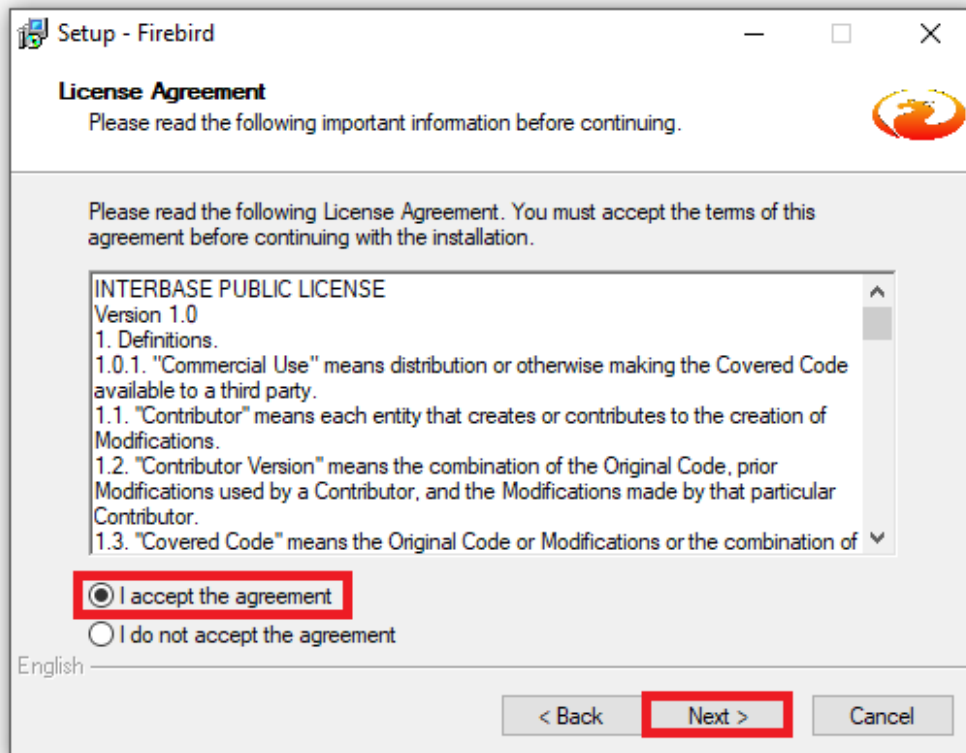 Setup - Firebird
License Agreement
Please read the following important information before continuing.
Please read the following License Agreement. You must accept the terms of this
agreement before continuing with the installation.
INTERBASE PUBLIC LICENSE
Version 1.0
1. Definitions.
1.0.1. "Commercial Use" means distribution or otherwise making the Covered Code
available to a third party.
1.1. "Contributor" means each entity that creates or contributes to the creation of
Modifications.
1.2. "Contributor Version" means the combination of the Original Code, prior
Modifications used by a Contributor, and the Modifications made by that particular
Contributor.
1.3. "Covered Code" means the Original Code or Modifications or the combination of
I accept the agreement
I do not accept the agreement
English
< Back Next > Cancel